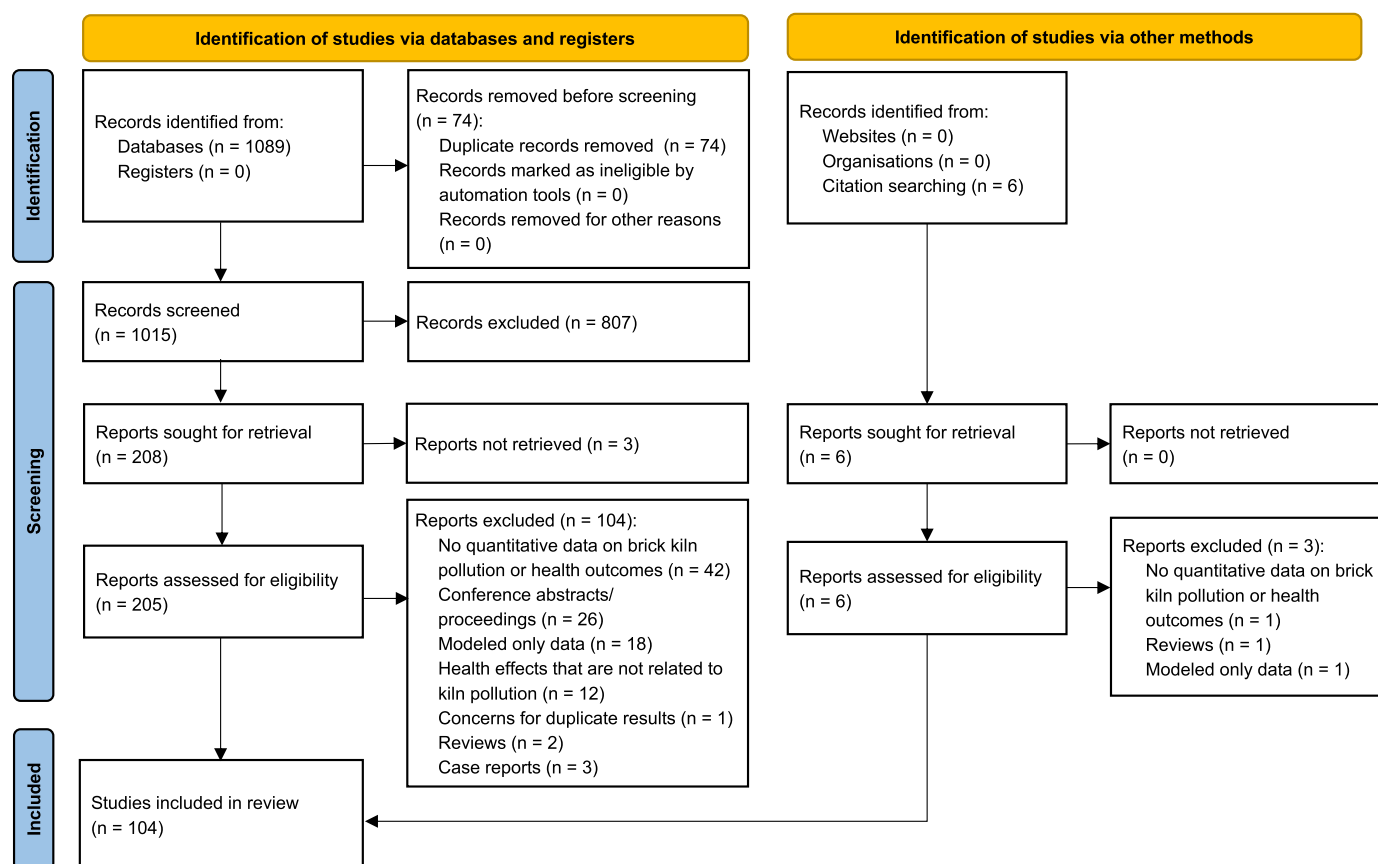 Identification of studies via databases and registers
Identification of studies via other methods
Identification
Records identified from:
Databases (n = 1089)
Registers (n = 0)
Records removed before screening
(n = 74):
Duplicate records removed (n = 74)
Records marked as ineligible by
automation tools (n = 0)
Records removed for other reasons
(n = 0)
Records identified from:
Websites (n = 0)
Organisations (n = 0)
Citation searching (n = 6)
Screening
Records screened
(n = 1015)
Records excluded (n = 807)
Reports sought for retrieval
(n = 208)
Reports not retrieved (n = 3)
Reports sought for retrieval
(n = 6)
Reports not retrieved
(n = 0)
Reports assessed for eligibility
(n = 205)
Reports excluded (n = 104):
No quantitative data on brick kiln
pollution or health outcomes (n = 42)
Conference abstracts/
proceedings (n = 26)
Modeled only data (n = 18)
Health effects that are not related to
kiln pollution (n = 12)
Concerns for duplicate results (n = 1)
Reviews (n = 2)
Case reports (n = 3)
Reports assessed for eligibility
(n = 6)
Reports excluded (n = 3):
No quantitative data on brick
kiln pollution or health
outcomes (n = 1)
Reviews (n = 1)
Modeled only data (n = 1)
Included
Studies included in review
(n = 104)